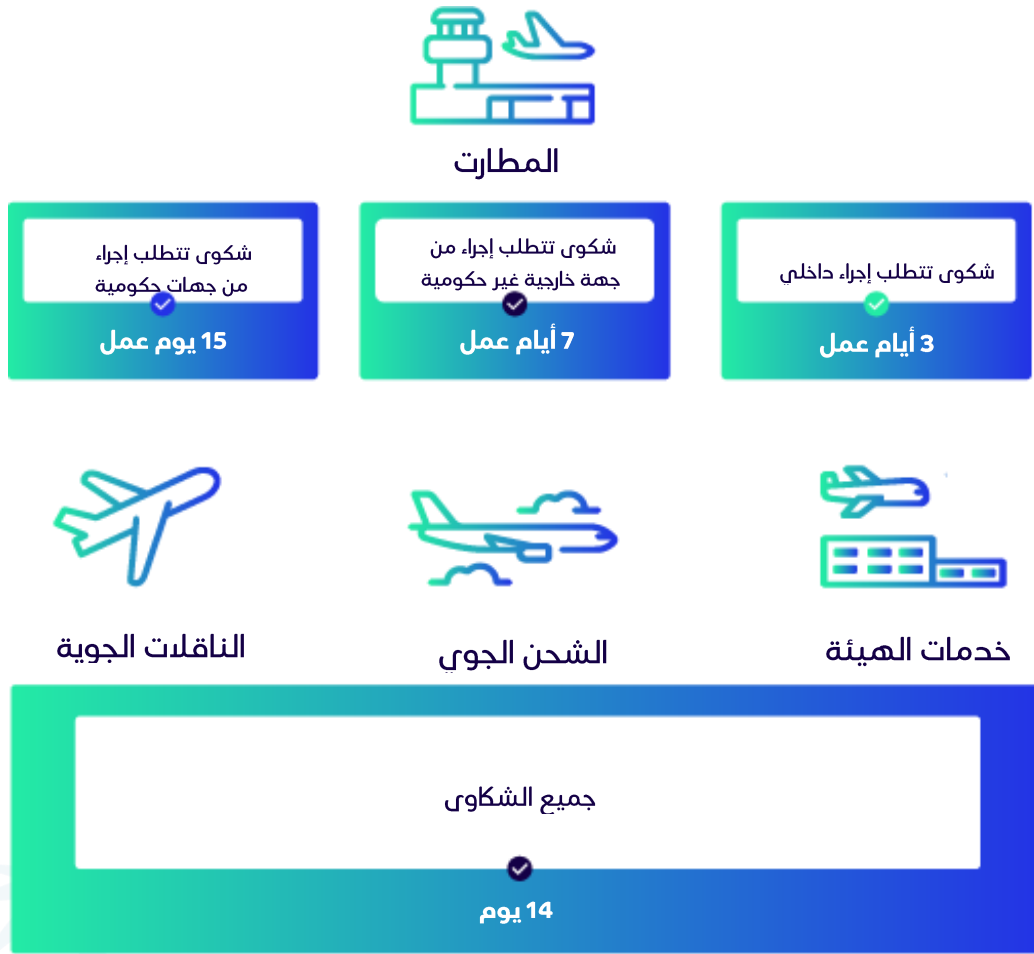 المطارت
شكوى تتطلب إجراء داخلي
3 أيام عمل
شكوى تتطلب إجراء من
جهة خارجية غير حكومية
7 أيام عمل
شكوى تتطلب إجراء
من جهات حكومية
15 يوم عمل
خدمات الهيئة
الشحن الجوي
الناقلات الجوية
جميع الشكاوى
14 يوم